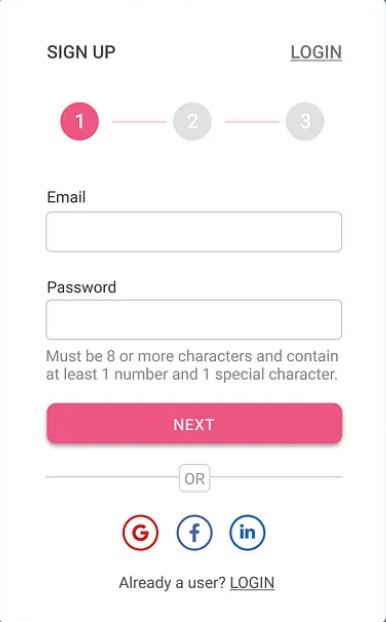 SIGN UP LOGIN
1 2 3
Email
Password
Must be 8 or more characters and contain
at least 1 number and 1 special character.
NEXT
OR
G f in
Already a user? LOGIN